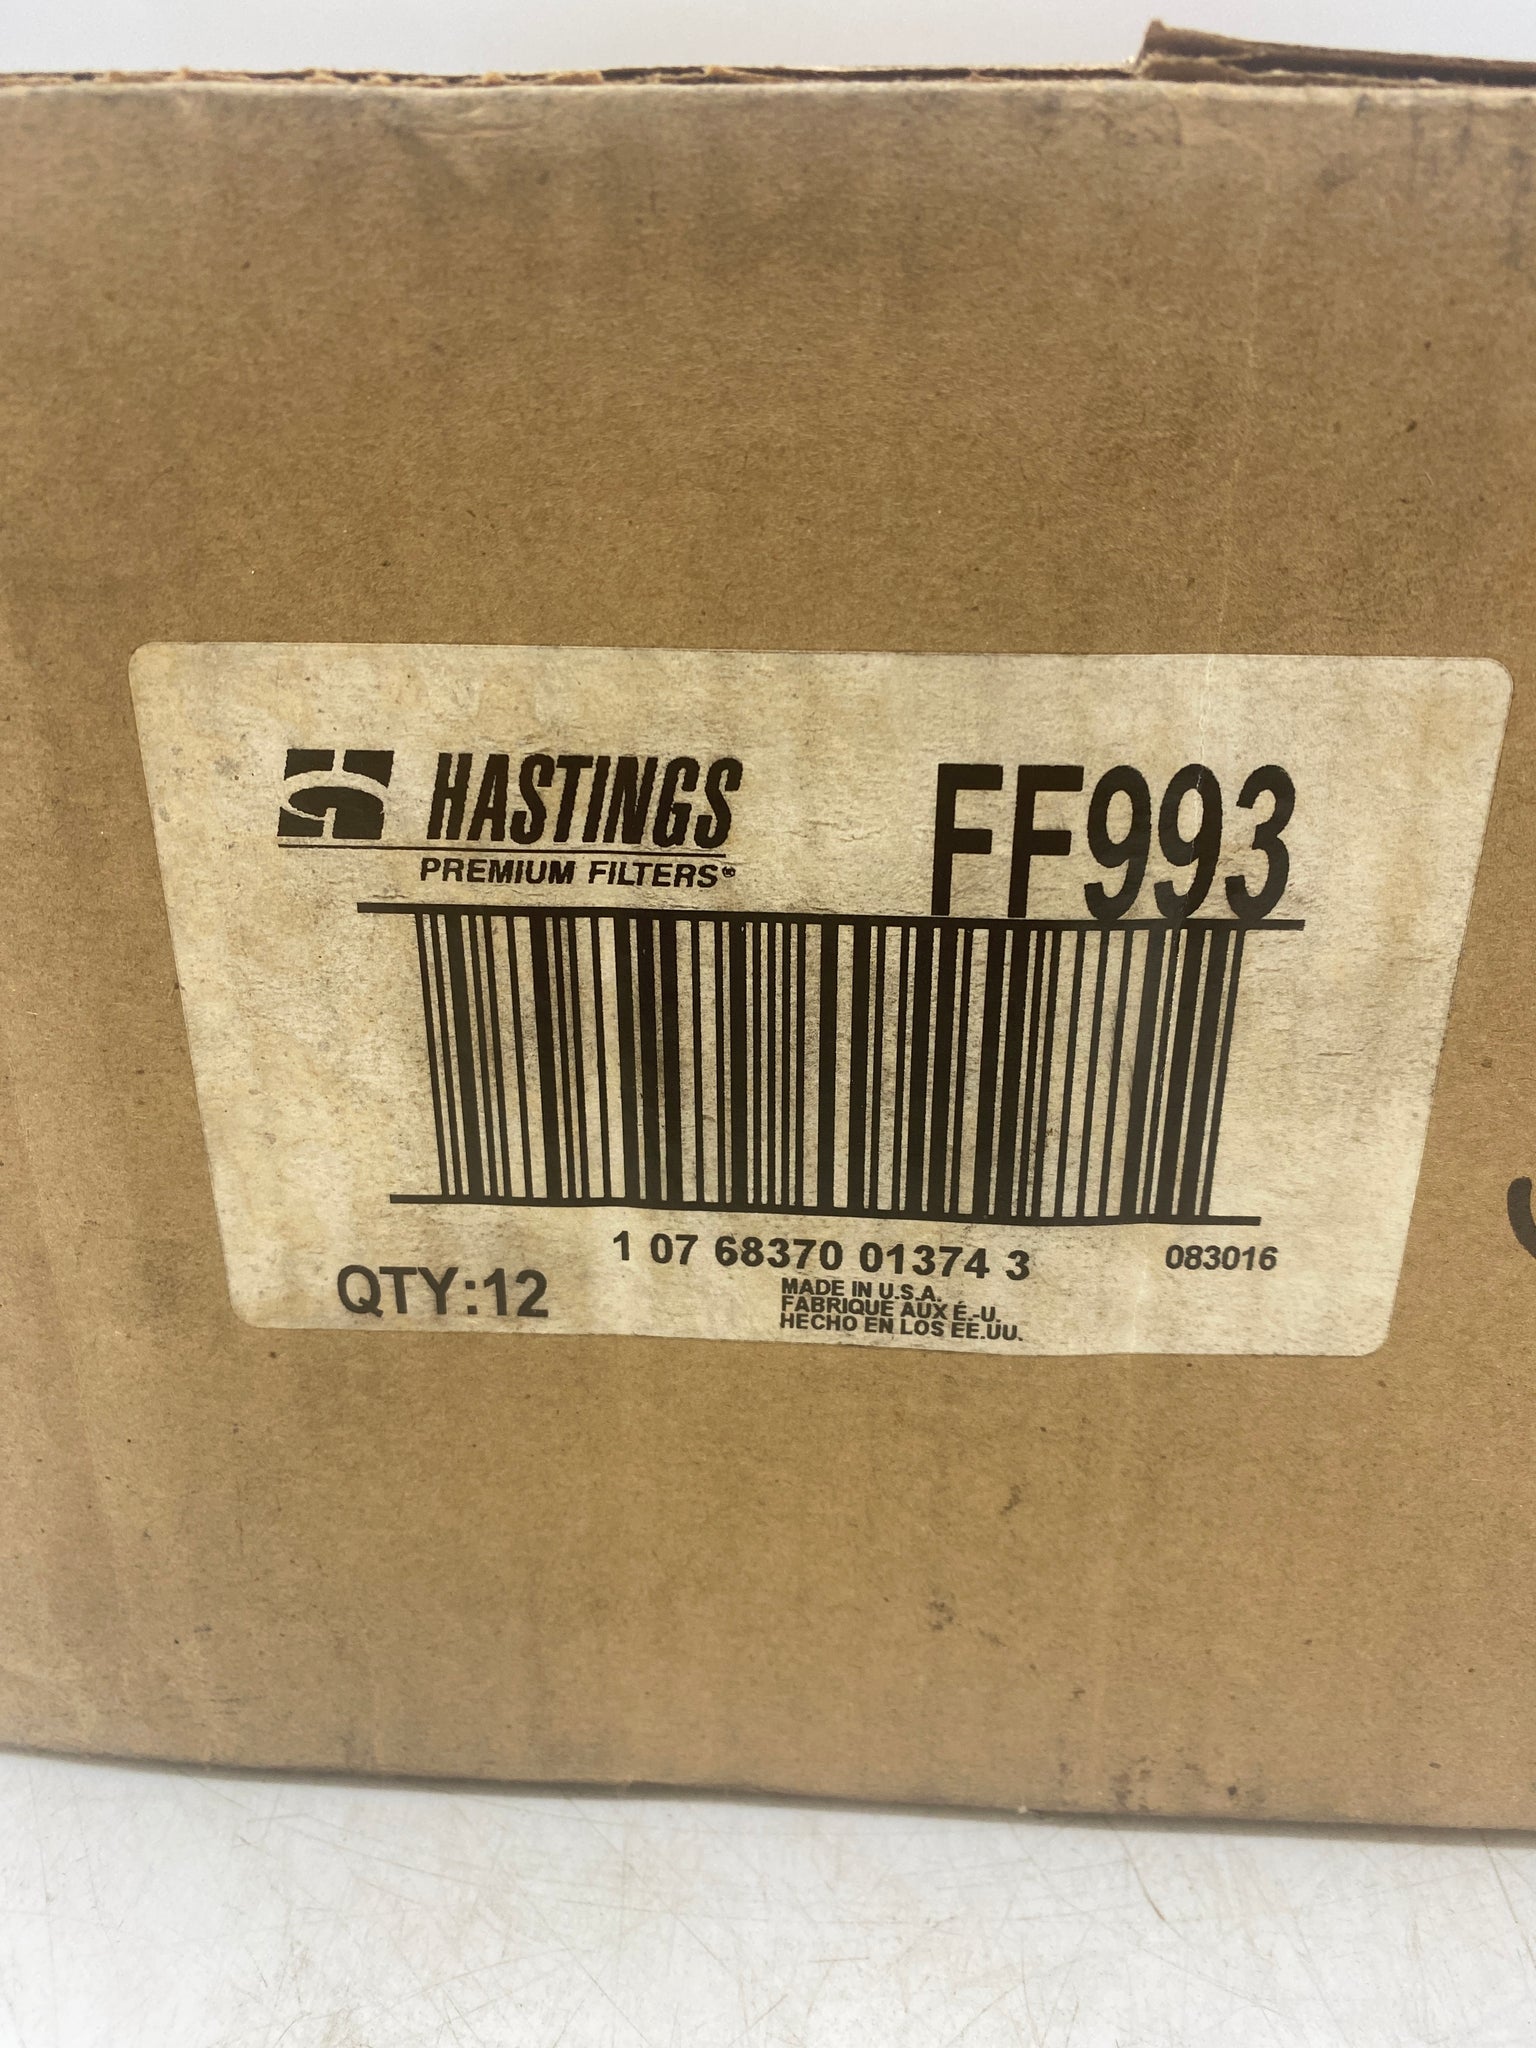 HASTINGS
PREMIUM FILTERS®
FF993
1 07 68370 01374 3
083016
QTY:12
MADE IN U.S.A.
FABRIQUE AUX É.-U.
HECHO EN LOS EE.UU.